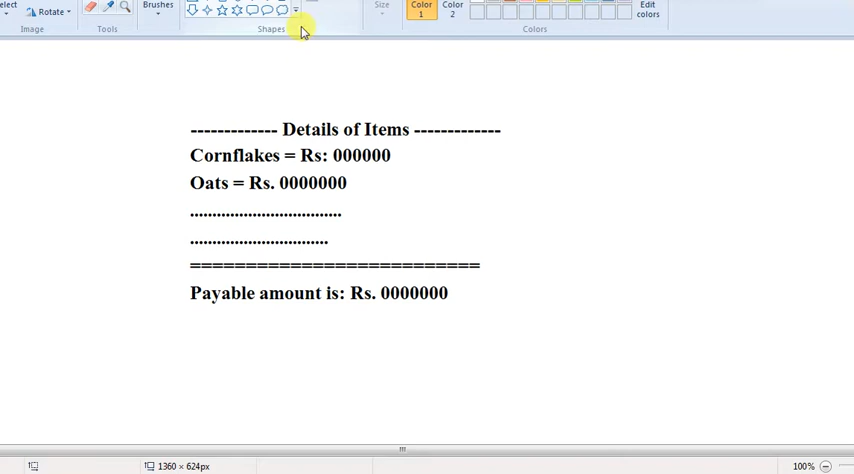 elect
Rotate
Brushes
Size
Color 1
Color 2
Edit colors
Image
Tools
Shapes
Colors
------------- Details of Items -------------
Cornflakes = Rs: 000000
Oats = Rs. 0000000
..................................
...............................
==========================
Payable amount is: Rs. 0000000
1360 × 624px
100%